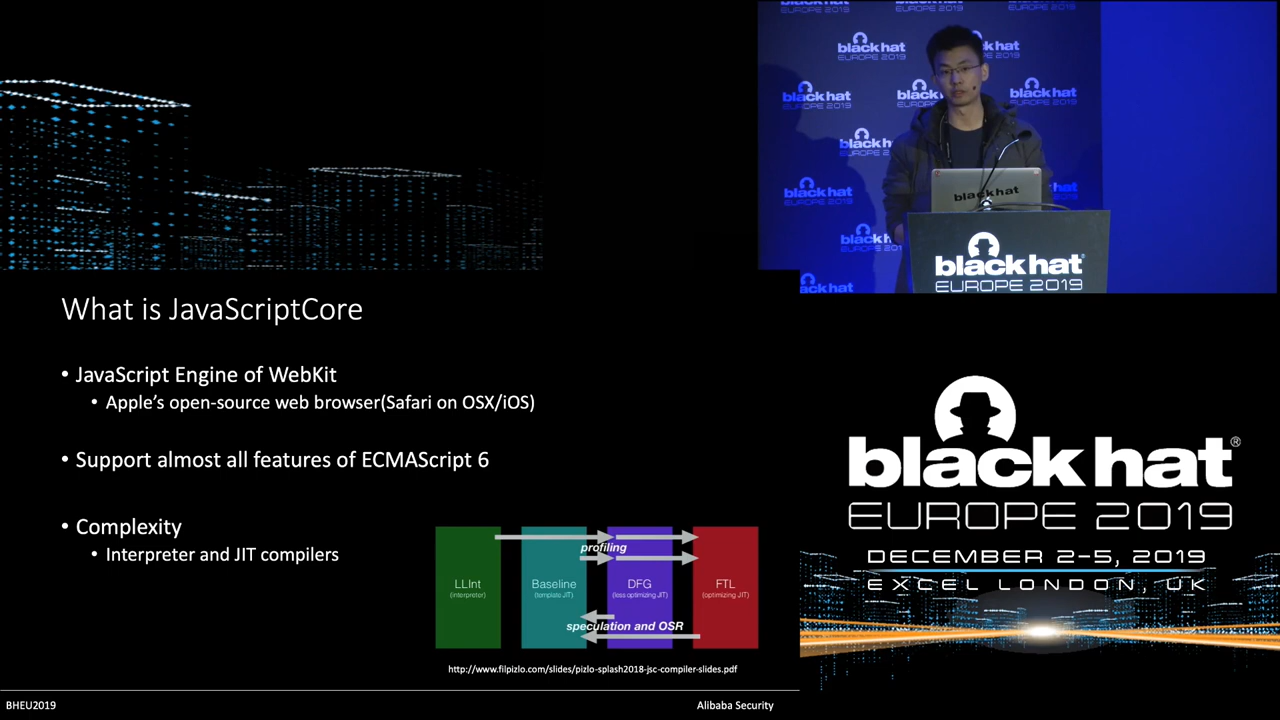 black hat
EUROPE 2019
black hat
black hat
EUROPE 2019
What is JavaScriptCore
• JavaScript Engine of WebKit
• Apple's open-source web browser(Safari on OSX/iOS)
• Support almost all features of ECMAScript 6
• Complexity
• Interpreter and JIT compilers
LLInt
(interpreter)
Baseline
(template JIT)
DFG
(less optimizing JIT)
FTL
(optimizing JIT)
profiling
speculation and OSR
http://www.filpizlo.com/slides/pizlo-splash2018-jsc-compiler-slides.pdf
BHEU2019
Alibaba Security
black hat®
EUROPE 2019
DECEMBER 2-5, 2019
EXCEL LONDON, UK